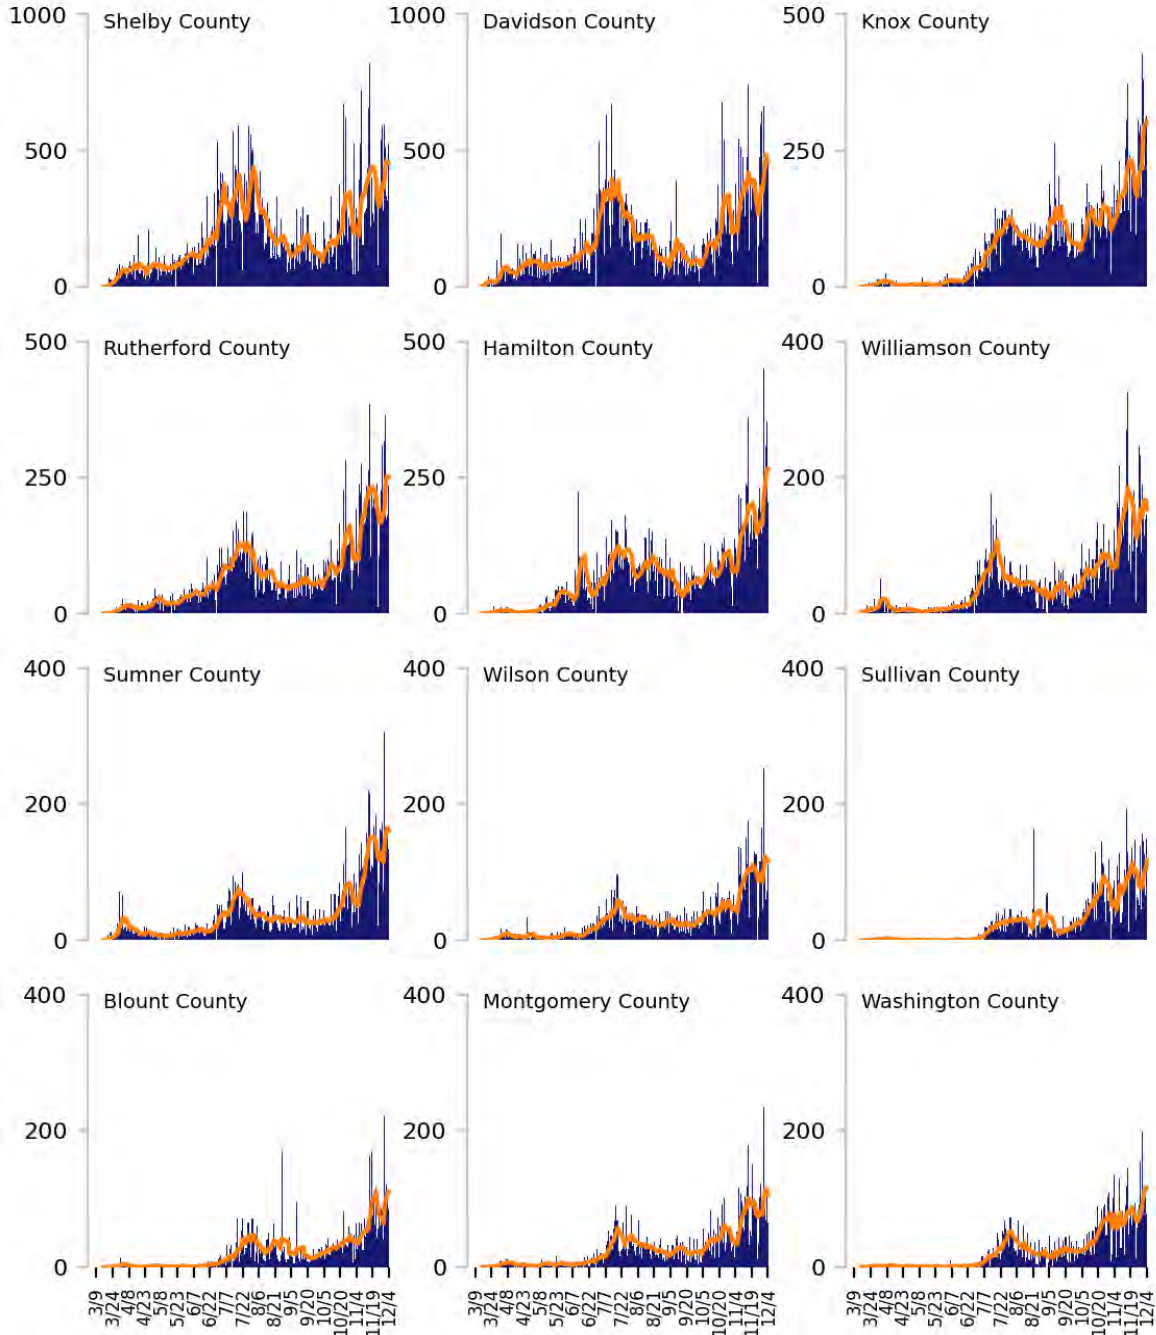 1000 Shelby County 1000 Davidson County 500 Knox County
500 500 250
0 0 0
500 Rutherford County 500 Hamilton County 400 Williamson County
250 250 200
0 0 0
400 Sumner County 400 Wilson County 400 Sullivan County
200 200 200
0 0 0
400 Blount County 400 Montgomery County 400 Washington County
200 200 200
0 0 0
3/9 3/24 4/8 4/23 5/8 5/23 6/7 6/22 7/7 7/22 8/6 8/21 9/5 9/20 10/5 10/20 11/4 11/19 12/4 3/9 3/24 4/8 4/23 5/8 5/23 6/7 6/22 7/7 7/22 8/6 8/21 9/5 9/20 10/5 10/20 11/4 11/19 12/4 3/9 3/24 4/8 4/23 5/8 5/23 6/7 6/22 7/7 7/22 8/6 8/21 9/5 9/20 10/5 10/20 11/4 11/19 12/4